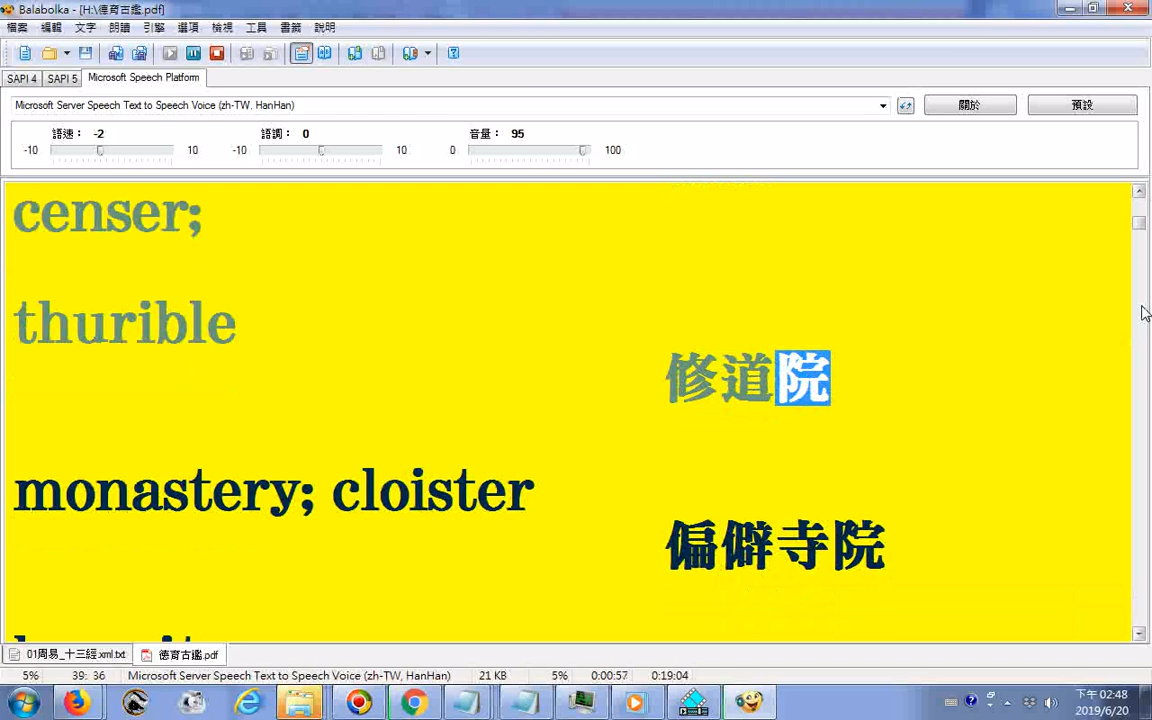 Balabolka - [H:\德育古鑑.pdf]
檔案 編輯 文字 朗讀 引擎 選項 檢視 工具 書籤 說明
SAPI 4 SAPI 5 Microsoft Speech Platform
Microsoft Server Speech Text to Speech Voice (zh-TW, HanHan) 關於 預設
語速： -2 語調： 0 音量： 95
-10 10 -10 10 0 100
censer;
thurible
修道院
monastery; cloister
偏僻寺院
01周易_十三經.xml.txt 德育古鑑.pdf
5% 39: 36 Microsoft Server Speech Text to Speech Voice (zh-TW, HanHan) 21 KB 5% 0:00:57 0:19:04
下午 02:48
2019/6/20